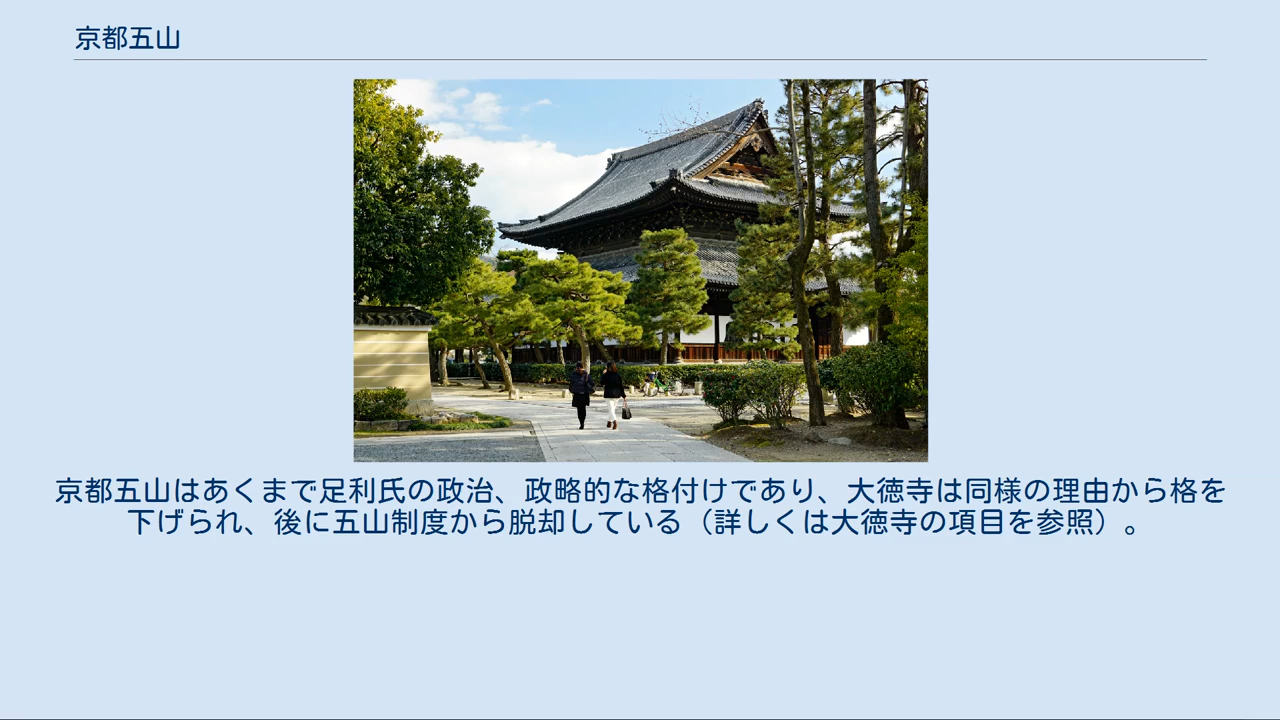 京都五山
京都五山はあくまで足利氏の政治、政略的な格付けであり、大徳寺は同様の理由から格を
下げられ、後に五山制度から脱却している（詳しくは大徳寺の項目を参照）。